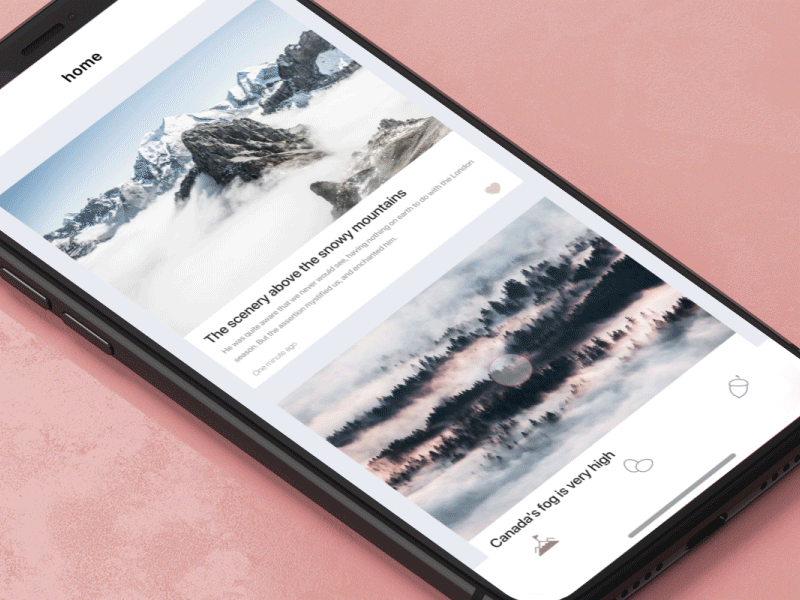 home
The scenery above the snowy mountains
He was quite aware that we never would see, having nothing on earth to do with the London
season. But the assertion mystified us, and enchanted him.
One minute ago
Canada's fog is very high